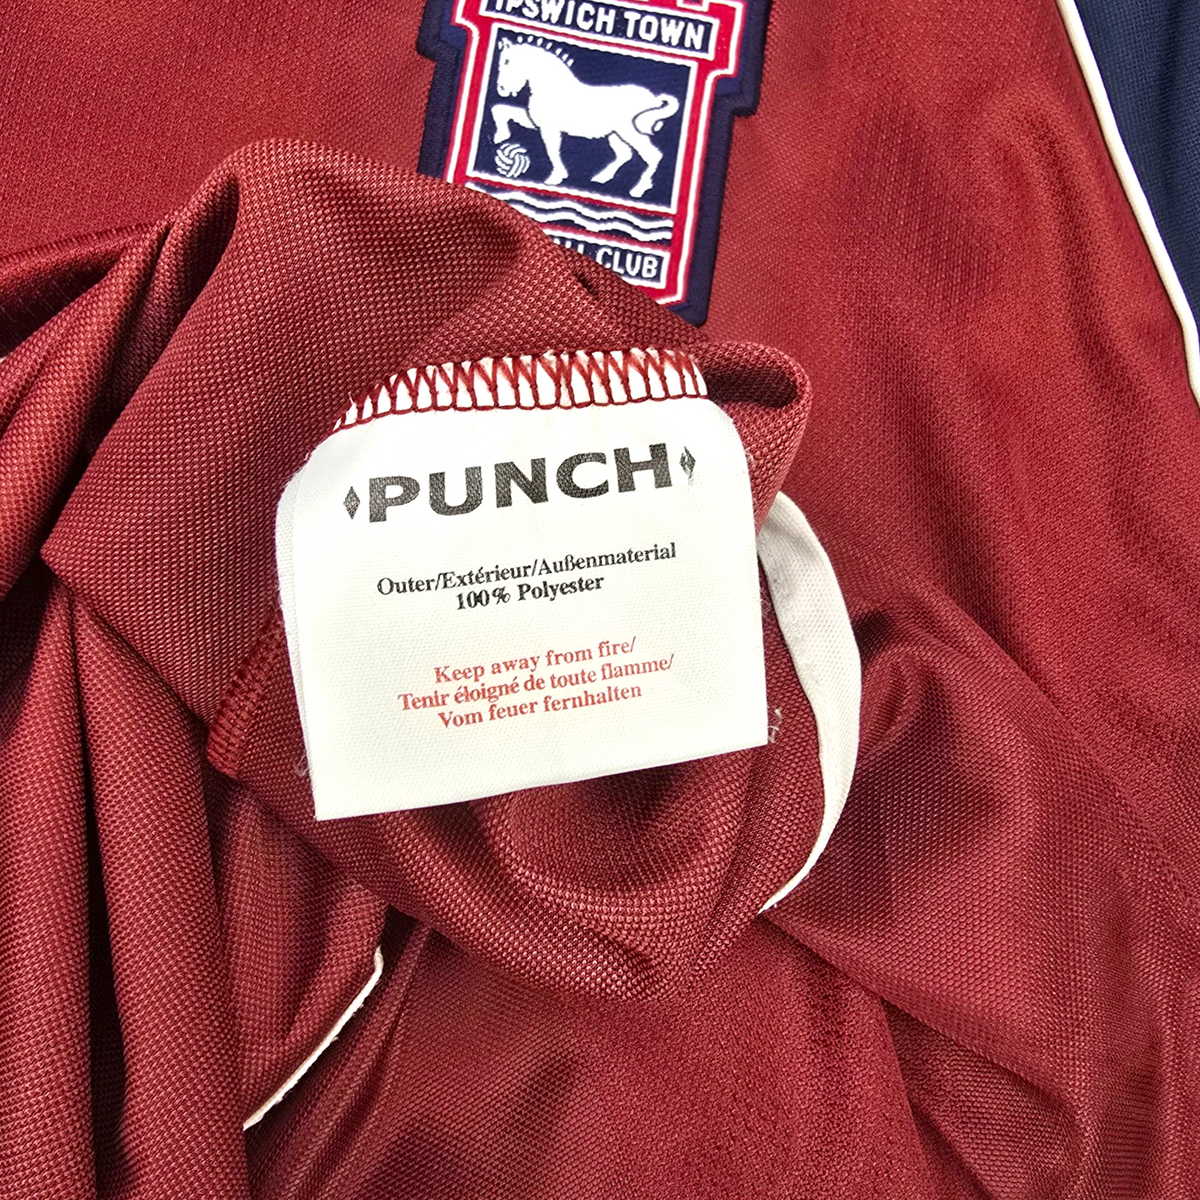 IPSWICH TOWN
CLUB
PUNCH
Outer/Extérieur/Außenmaterial
100% Polyester
Keep away from fire/
Tenir éloigné de toute flamme/
Vom feuer fernhalten